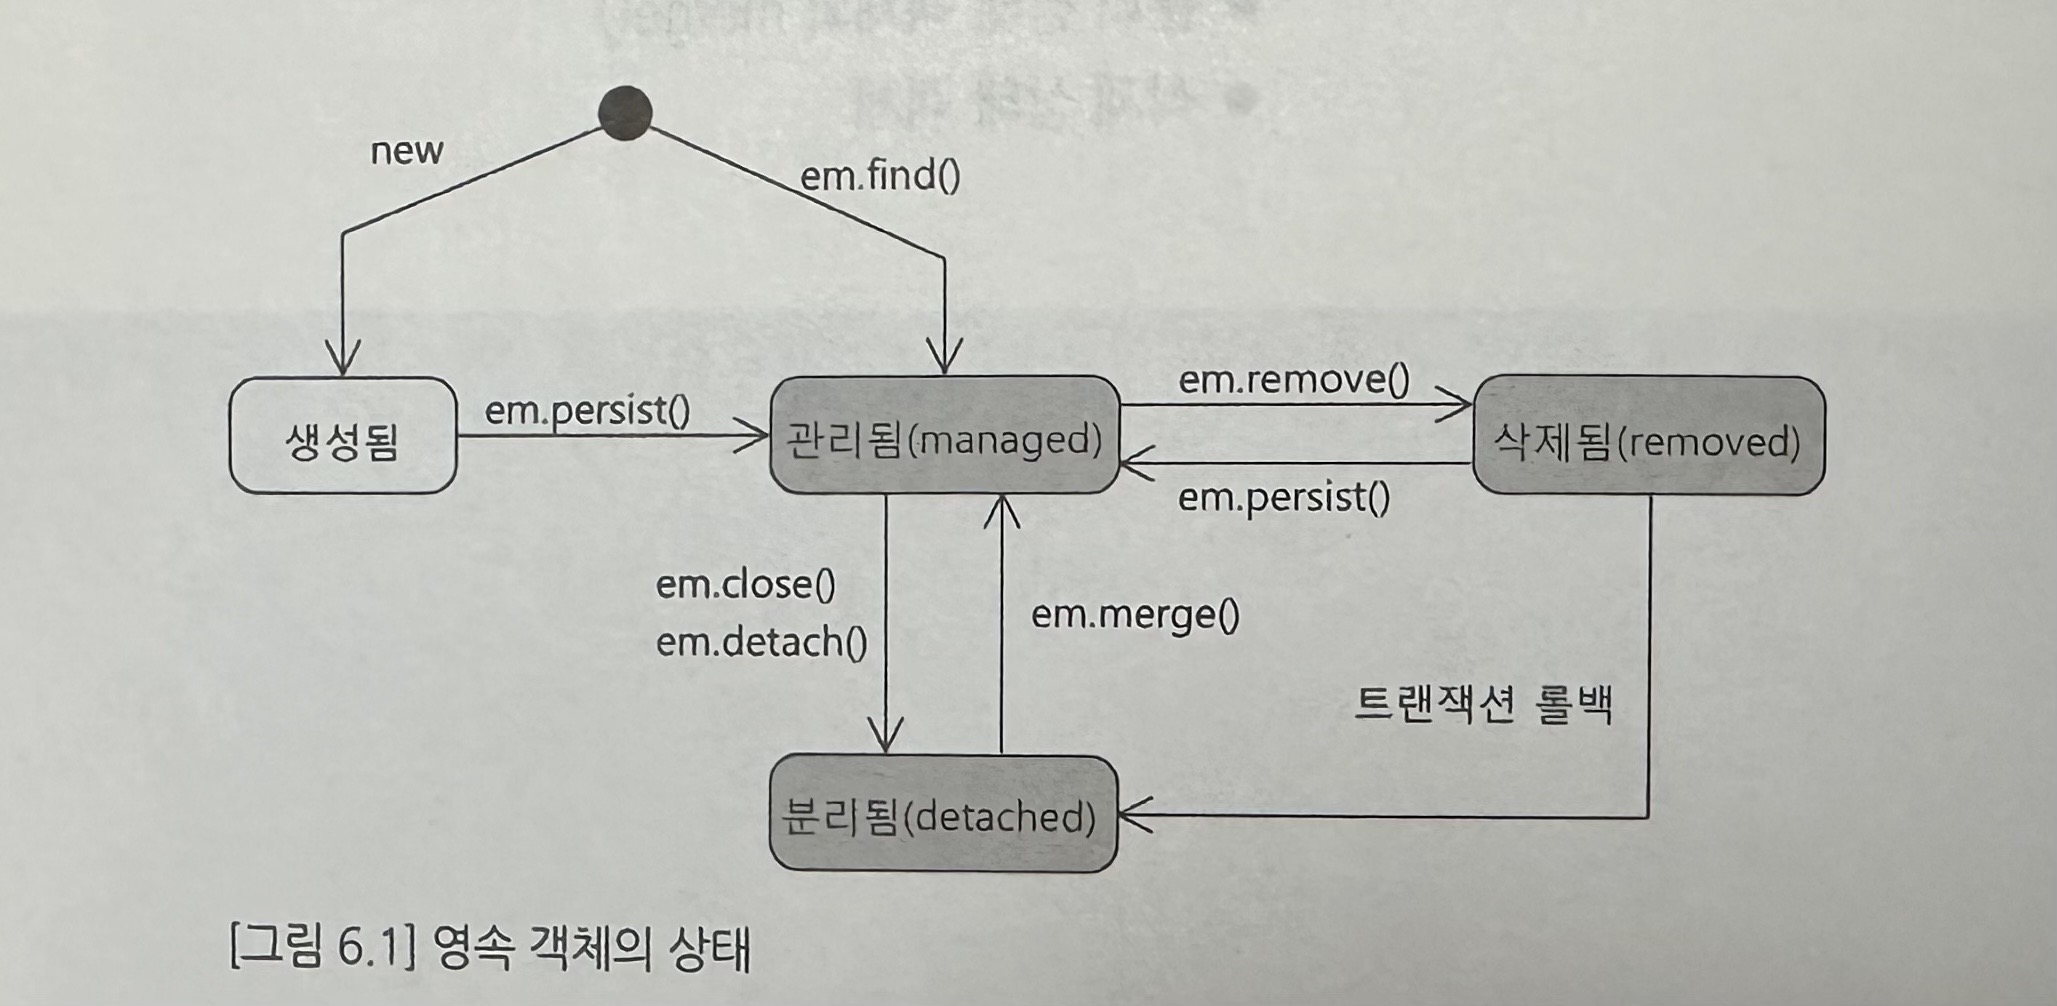 new
em.find()
생성됨
em.persist()
관리됨(managed)
em.remove()
em.persist()
삭제됨(removed)
em.close()
em.detach()
em.merge()
트랜잭션 롤백
분리됨(detached)
[그림 6.1] 영속 객체의 상태